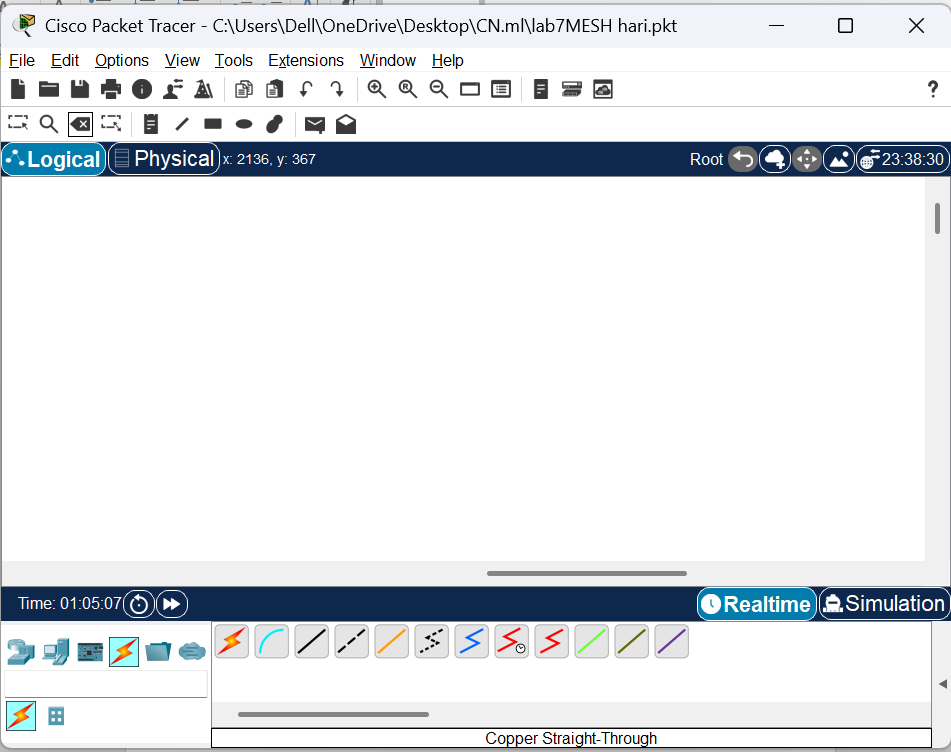 Cisco Packet Tracer - C:\Users\Dell\OneDrive\Desktop\CN.ml\lab7MESH hari.pkt
File Edit Options View Tools Extensions Window Help
?
Logical Physical x: 2136, y: 367 Root 23:38:30
Time: 01:05:07 Realtime Simulation
Copper Straight-Through